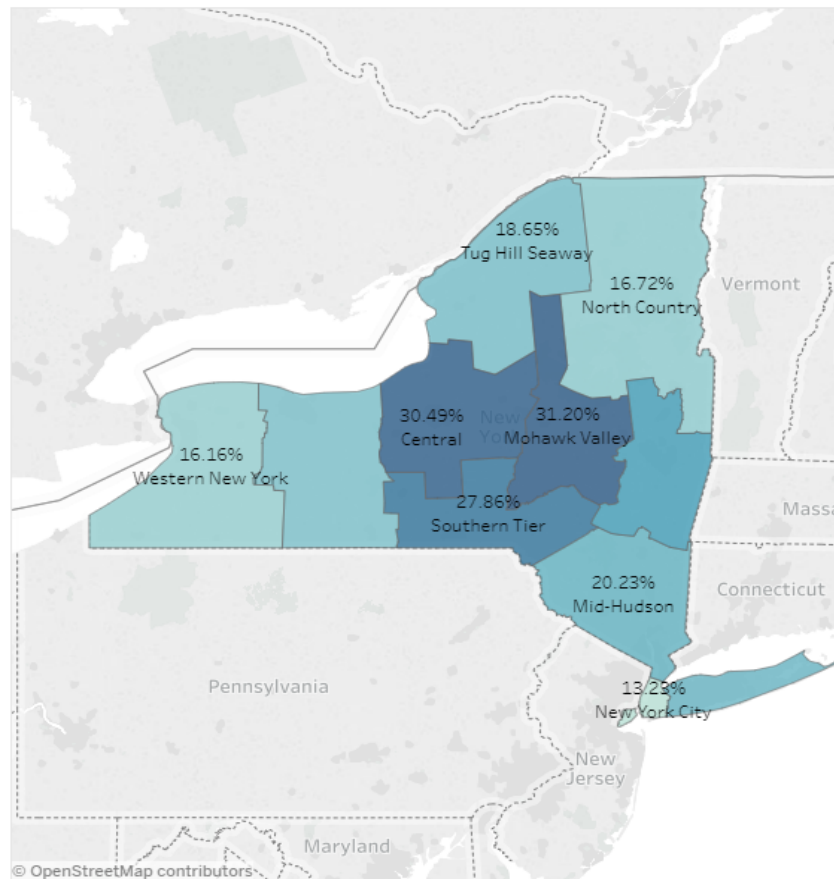 18.65%
Tug Hill Seaway
16.72%
North Country
Vermont
30.49%
Central
New
York
31.20%
Mohawk Valley
16.16%
Western New York
27.86%
Southern Tier
Massa
20.23%
Mid-Hudson
Connecticut
Pennsylvania
13.23%
New York City
New
Jersey
Maryland
© OpenStreetMap contributors